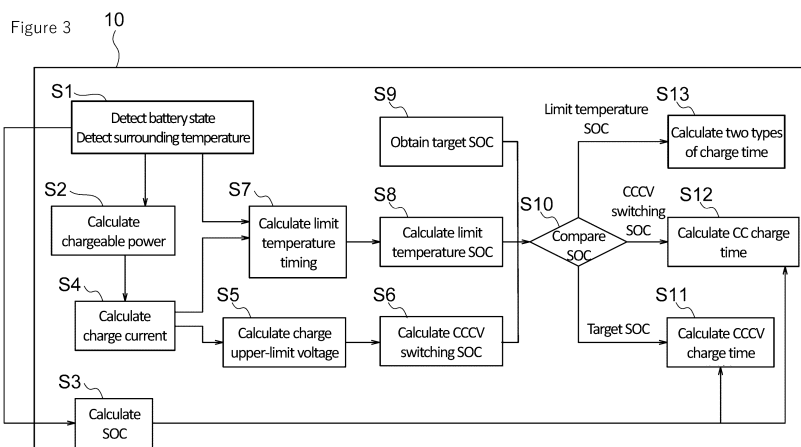 Figure 3
10
S1
Detect battery state
Detect surrounding temperature
S2
Calculate
chargeable power
S4
Calculate
charge current
S3
Calculate
SOC
S7
Calculate limit
temperature
timing
S5
Calculate charge
upper-limit voltage
S9
Obtain target SOC
S8
Calculate limit
temperature SOC
S6
Calculate CCCV
switching SOC
S10
Compare
SOC
Limit temperature
SOC
S13
Calculate two types
of charge time
CCCV
switching
SOC
S12
Calculate CC charge
time
Target SOC
S11
Calculate CCCV
charge time